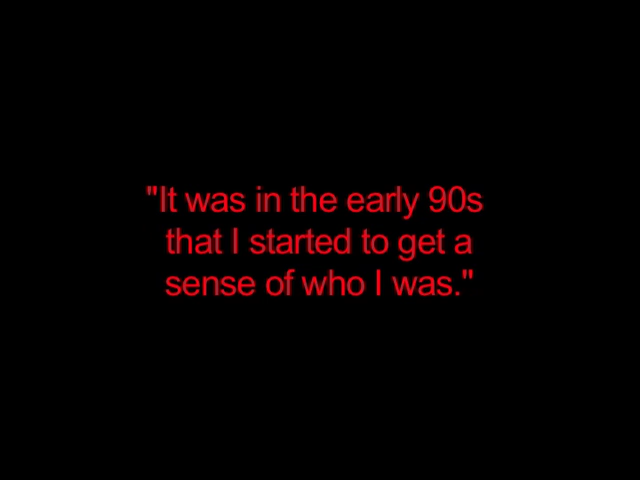 "It was in the early 90s
that I started to get a
sense of who I was."